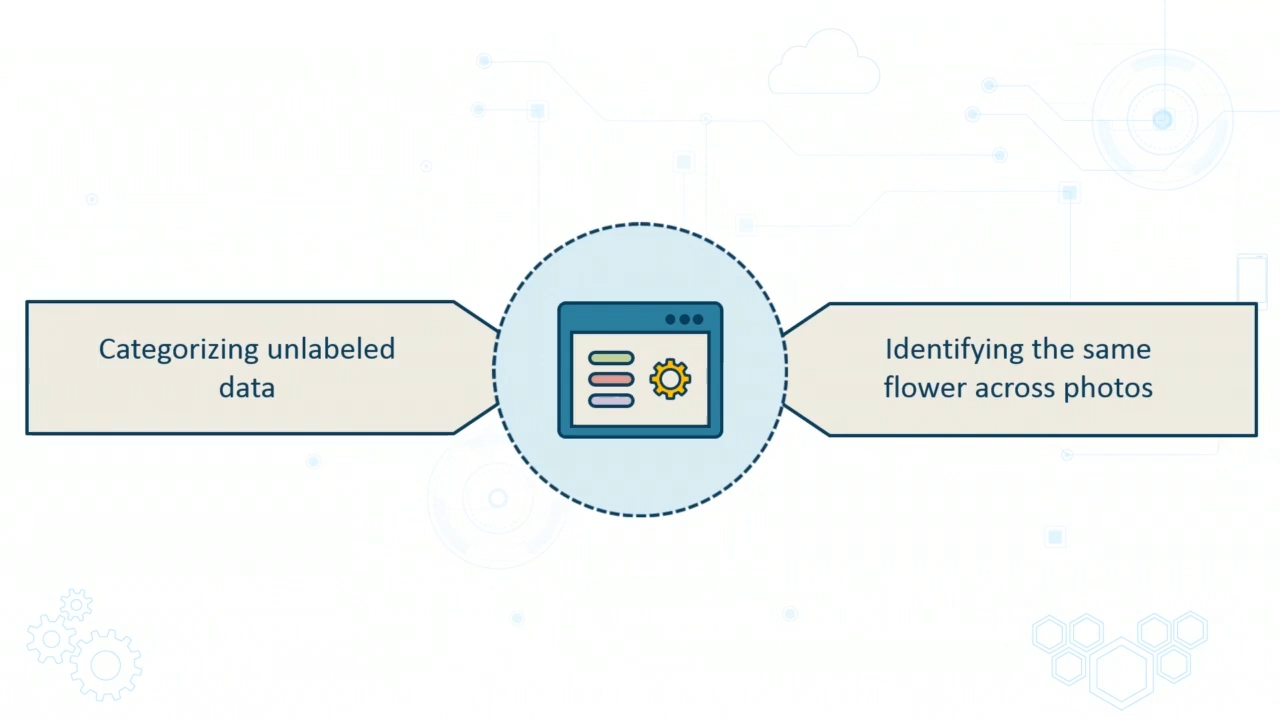 Categorizing unlabeled
data
Identifying the same
flower across photos